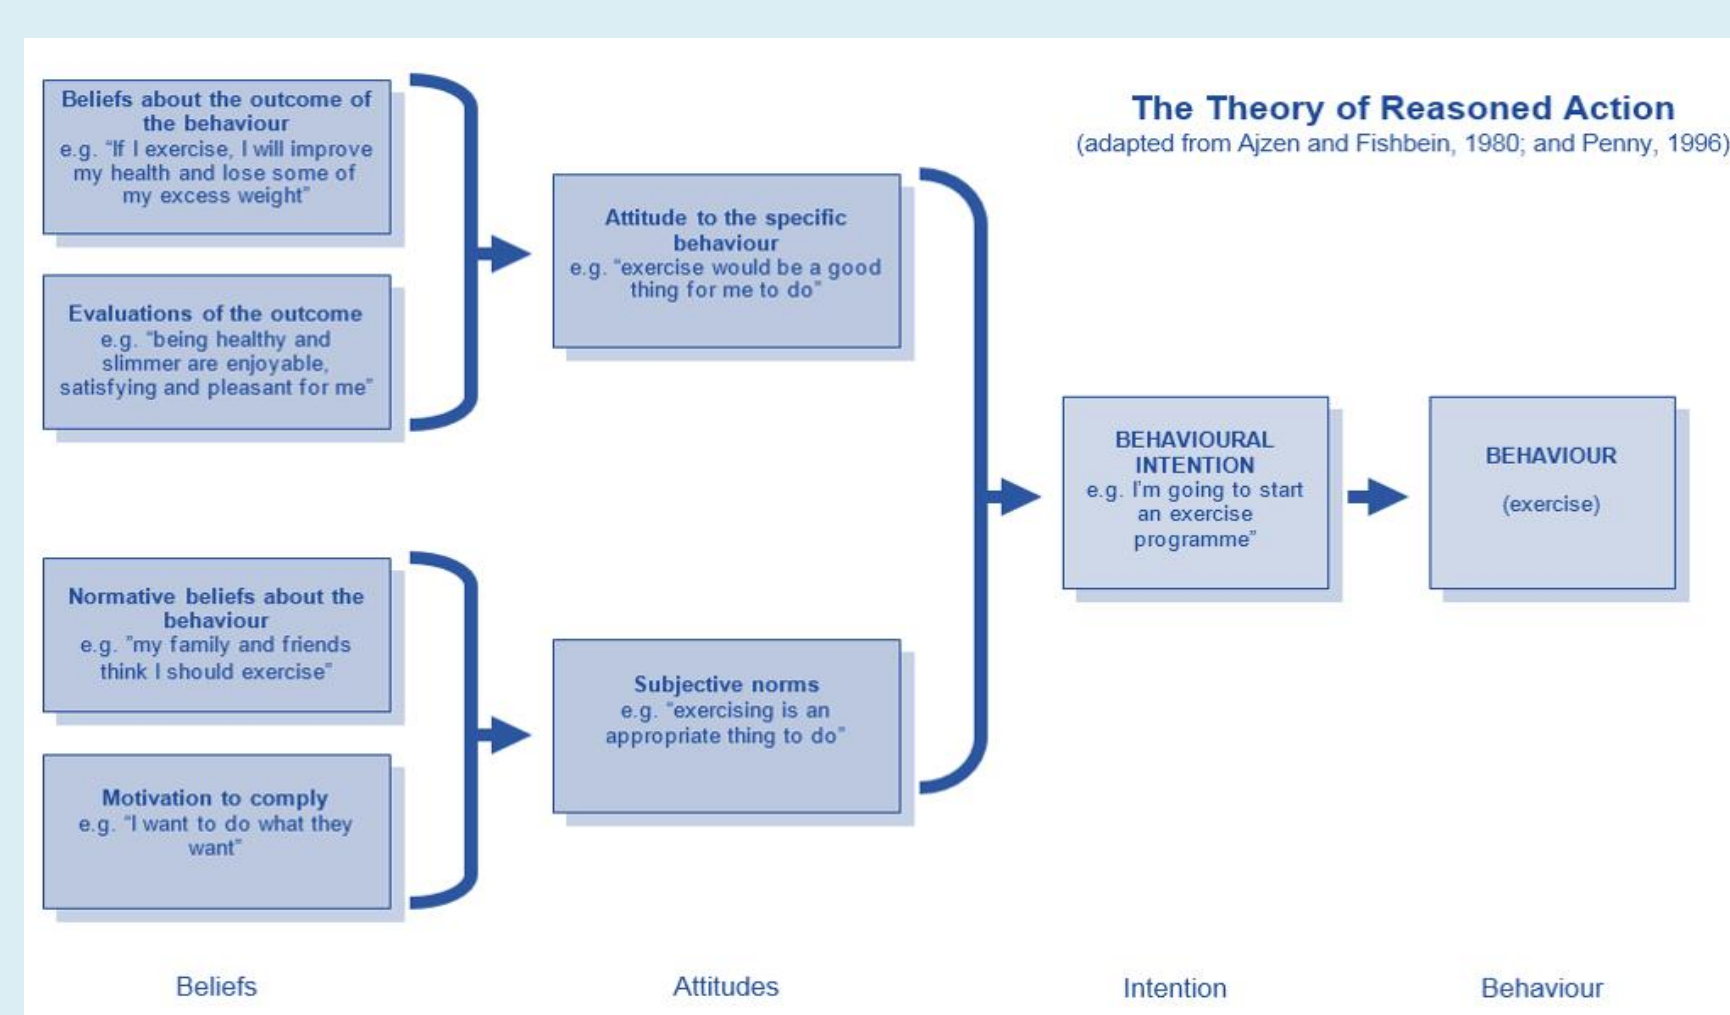 The Theory of Reasoned Action
(adapted from Ajzen and Fishbein, 1980; and Penny, 1996)
Beliefs about the outcome of
the behaviour
e.g. “If I exercise, I will improve
my health and lose some of
my excess weight”
Evaluations of the outcome
e.g. “being healthy and
slimmer are enjoyable,
satisfying and pleasant for me”
Normative beliefs about the
behaviour
e.g. ”my family and friends
think I should exercise”
Motivation to comply
e.g. “I want to do what they
want”
Attitude to the specific
behaviour
e.g. “exercise would be a good
thing for me to do”
Subjective norms
e.g. “exercising is an
appropriate thing to do”
BEHAVIOURAL
INTENTION
e.g. I’m going to start
an exercise
programme”
BEHAVIOUR
(exercise)
Beliefs
Attitudes
Intention
Behaviour